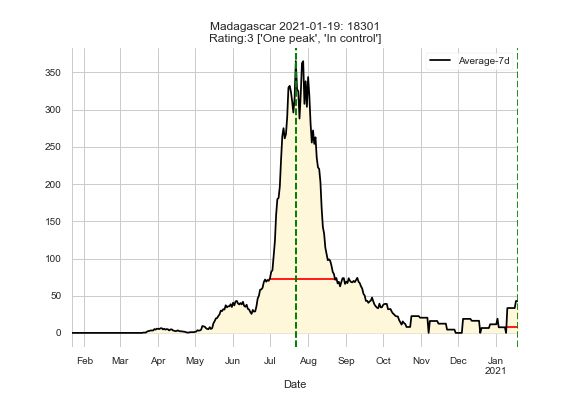 Madagascar 2021-01-19: 18301
Rating:3 ['One peak', 'In control']
Average-7d
350
300
250
200
150
100
50
0
Feb Mar Apr May Jun Jul Aug Sep Oct Nov Dec Jan
2021
Date